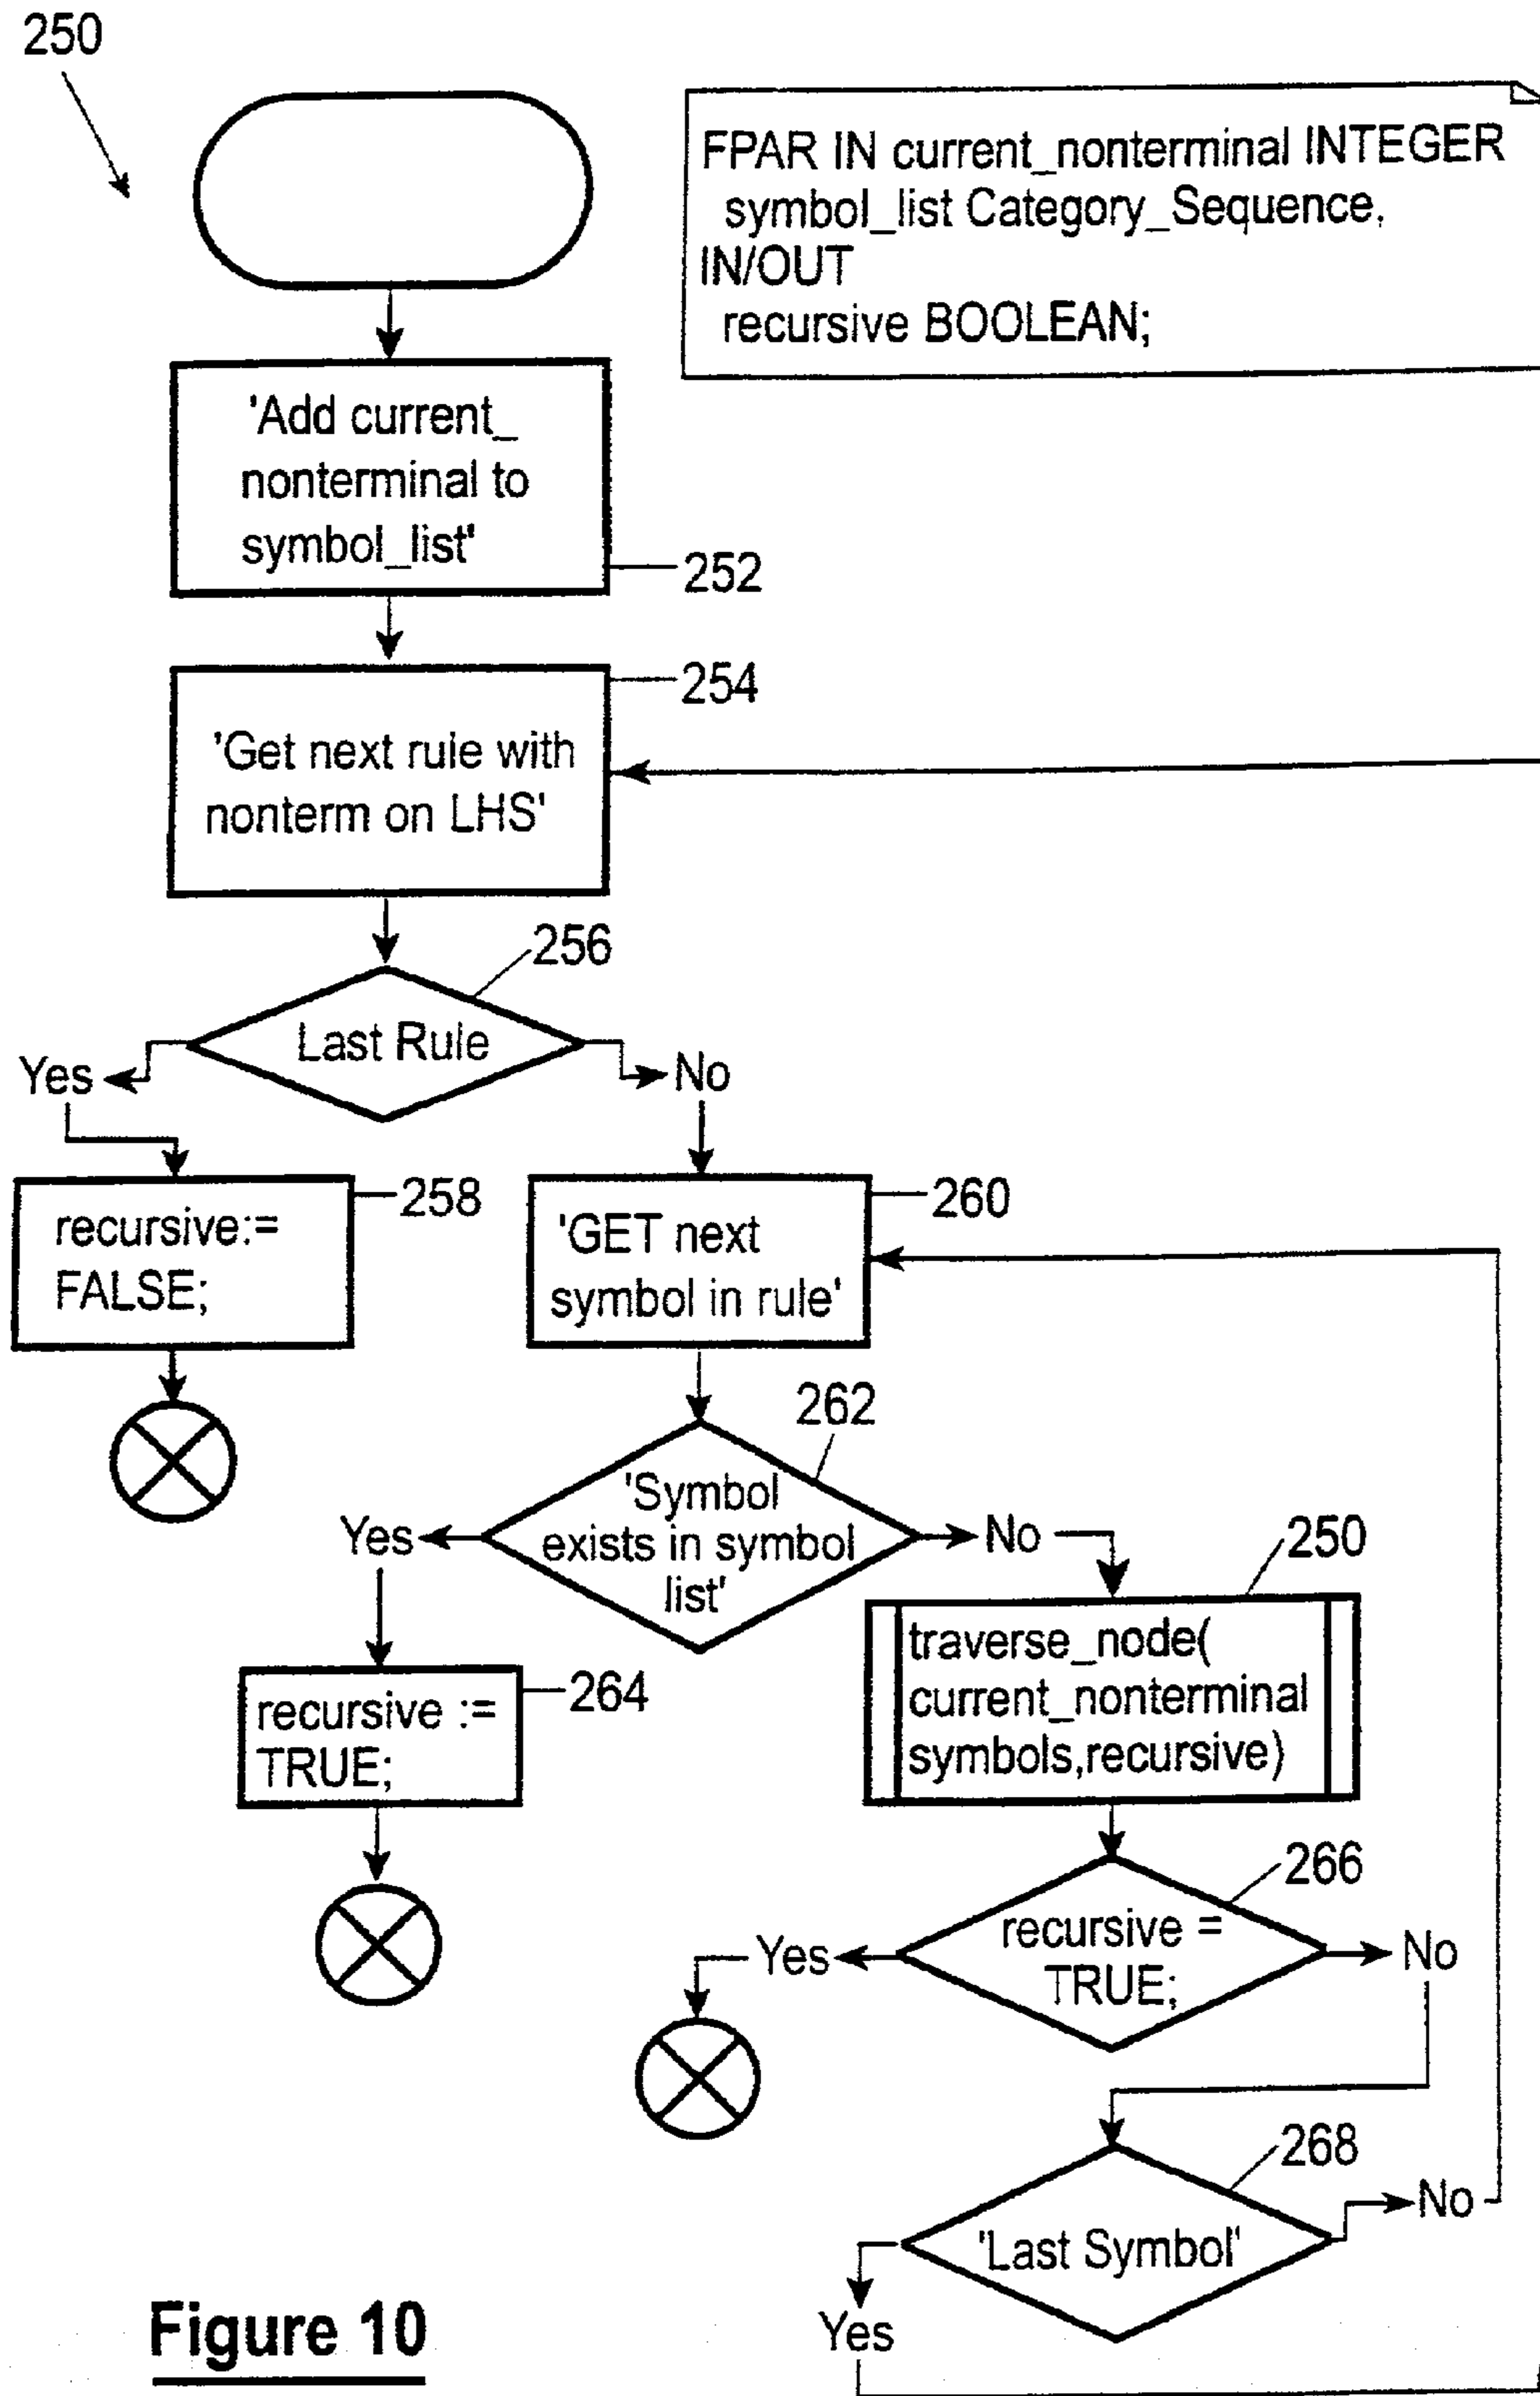 250
FPAR IN current_nonterminal INTEGER
symbol_list Category_Sequence,
IN/OUT
recursive BOOLEAN;
'Add current_
nonterminal to
symbol_list'
252
254
'Get next rule with
nonterm on LHS'
256
Last Rule
Yes
No
258
recursive:=
FALSE;
260
'GET next
symbol in rule'
262
'Symbol
exists in symbol
list'
Yes
No
250
traverse_node(
current_nonterminal
symbols,recursive)
264
recursive :=
TRUE;
266
recursive =
TRUE;
Yes
No
268
'Last Symbol'
No
Yes
Figure 10